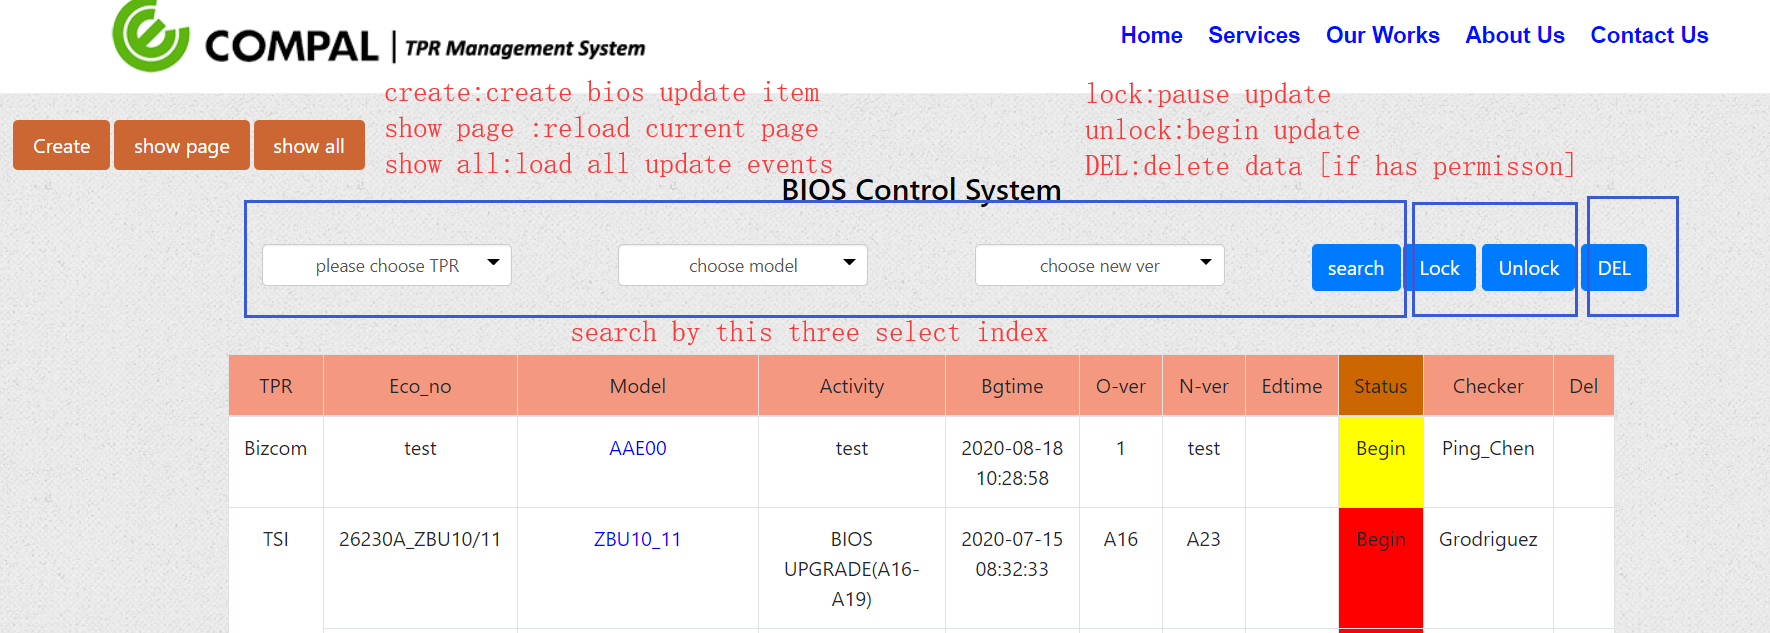 COMPAL | TPR Management System
Home Services Our Works About Us Contact Us
create:create bios update item
show page :reload current page
show all:load all update events
lock:pause update
unlock:begin update
DEL:delete data [if has permisson]
Create show page show all
BIOS Control System
please choose TPR choose model choose new ver search Lock Unlock DEL
search by this three select index
TPR Eco_no Model Activity Bgtime O-ver N-ver Edtime Status Checker Del
Bizcom test AAE00 test 2020-08-18 1 test Begin Ping_Chen
10:28:58
TSI 26230A_ZBU10/11 ZBU10_11 BIOS 2020-07-15 A16 A23 Begin Grodriguez
UPGRADE(A16- 08:32:33
A19)